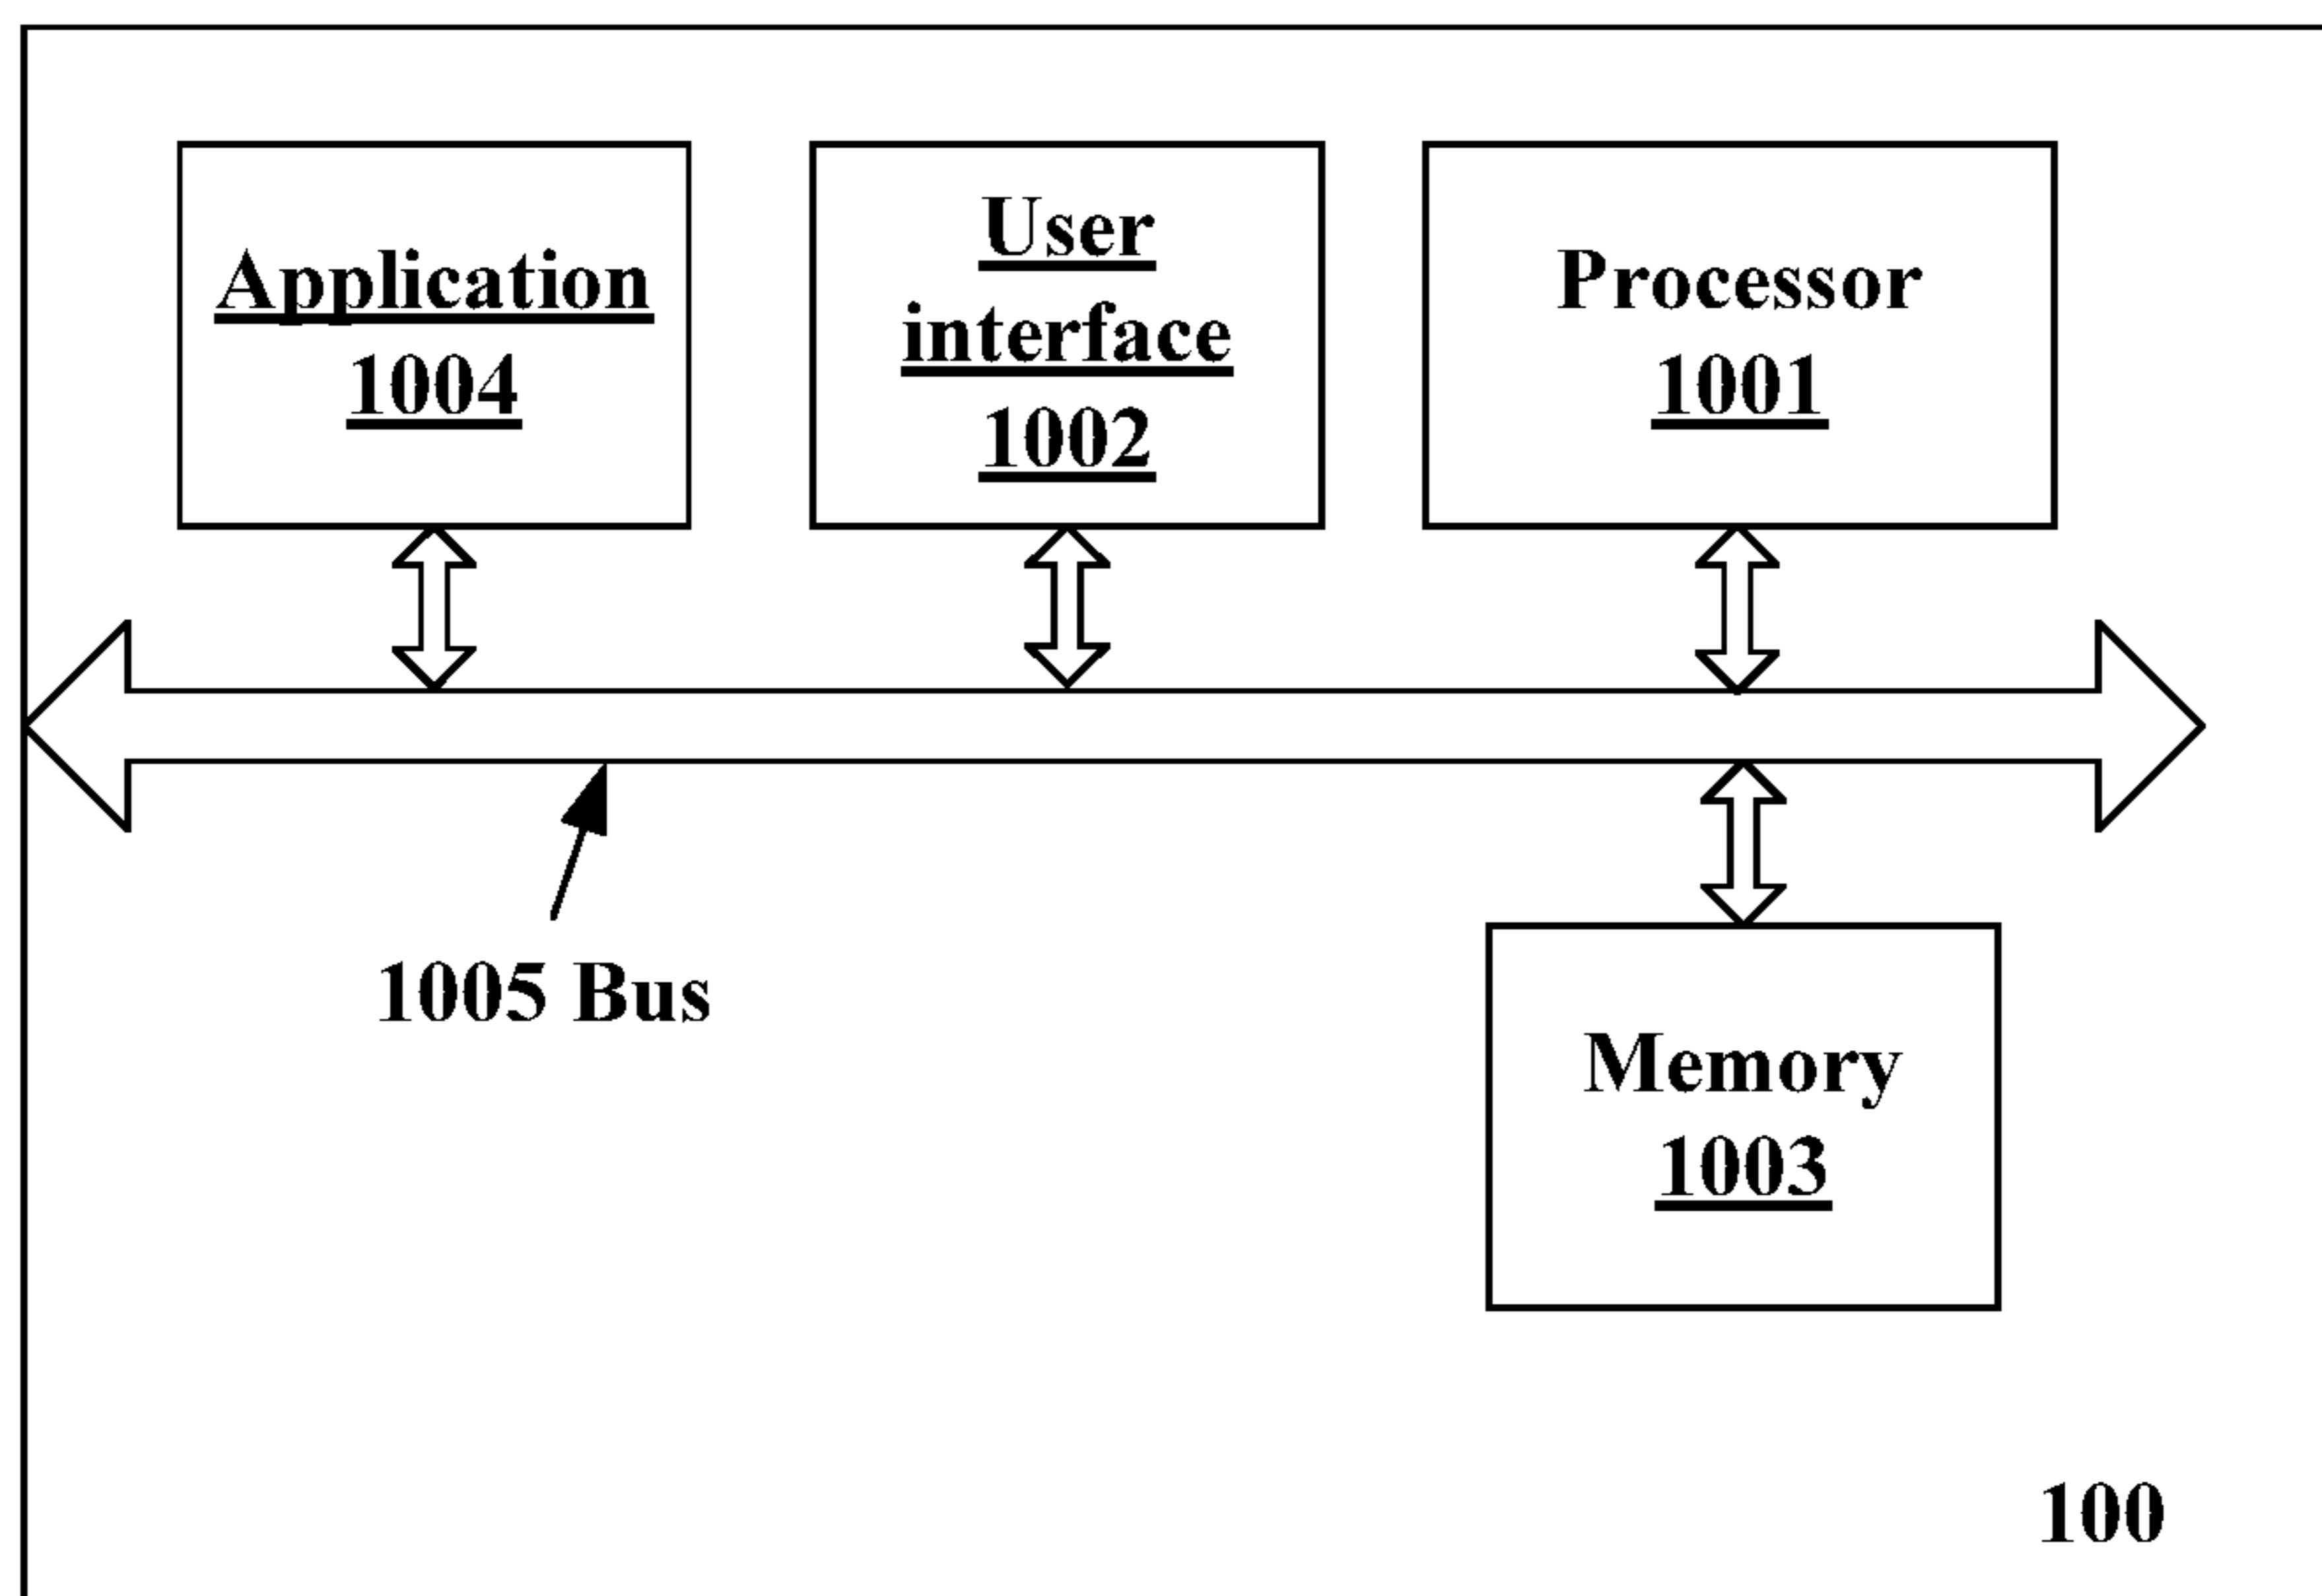 Application
1004
User
interface
1002
Processor
1001
1005 Bus
Memory
1003
100